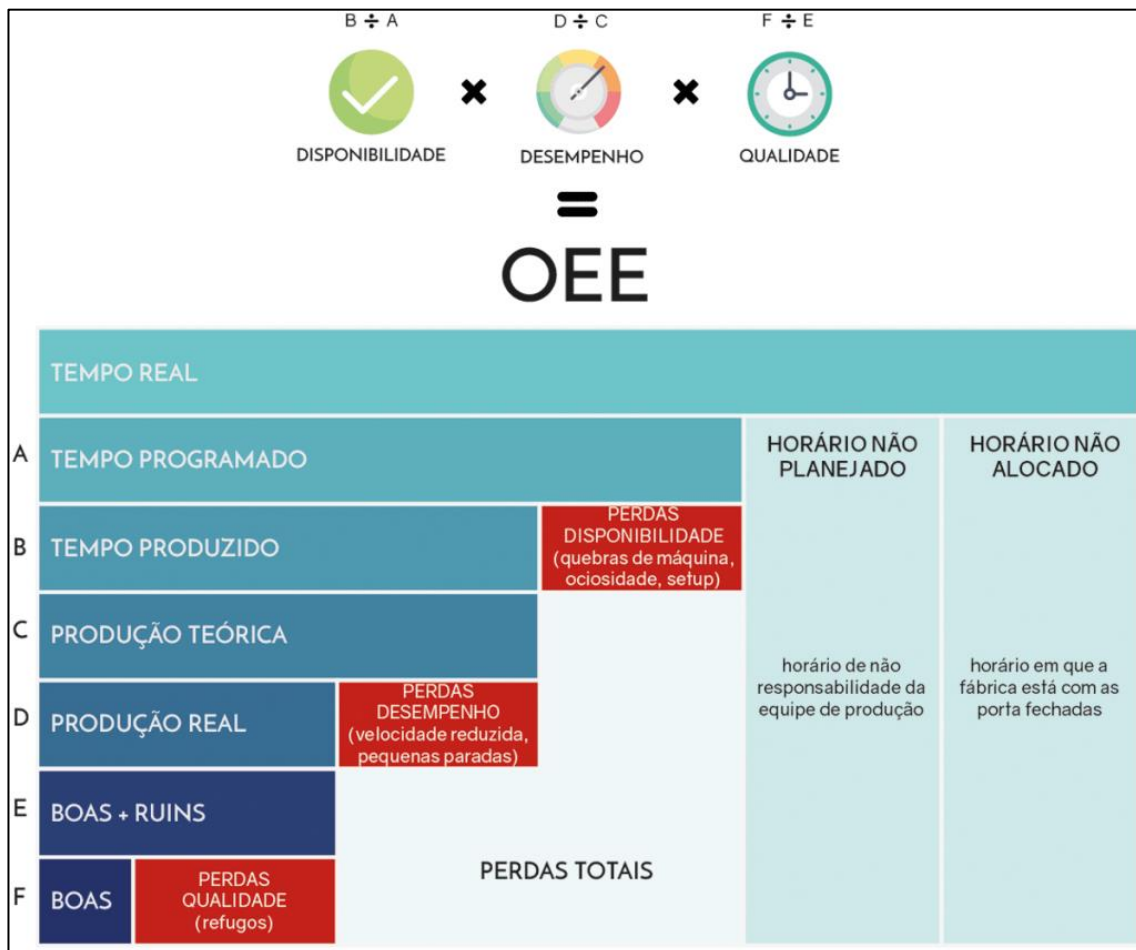 B ÷ A
D ÷ C
F ÷ E
DISPONIBILIDADE
DESEMPENHO
QUALIDADE
=
OEE
TEMPO REAL
A
TEMPO PROGRAMADO
HORÁRIO NÃO
PLANEJADO
HORÁRIO NÃO
ALOCADO
B
TEMPO PRODUZIDO
PERDAS
DISPONIBILIDADE
(quebras de máquina,
ociosidade, setup)
C
PRODUÇÃO TEÓRICA
horário de não
responsabilidade da
equipe de produção
horário em que a
fábrica está com as
porta fechadas
D
PRODUÇÃO REAL
PERDAS
DESEMPENHO
(velocidade reduzida,
pequenas paradas)
E
BOAS + RUINS
F
BOAS
PERDAS
QUALIDADE
(refugos)
PERDAS TOTAIS